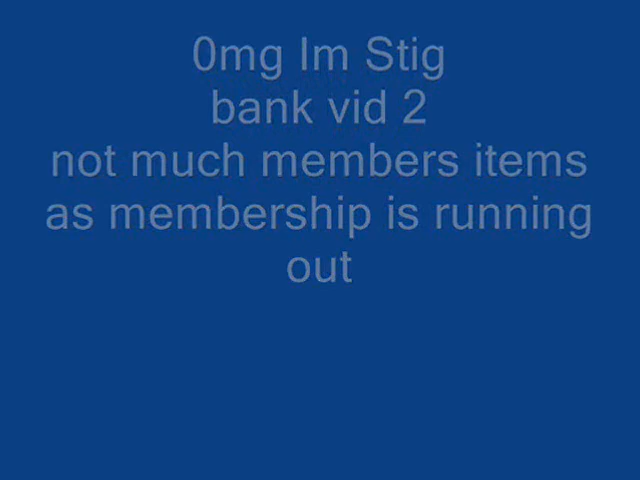 0mg Im Stig
bank vid 2
not much members items
as membership is running
out